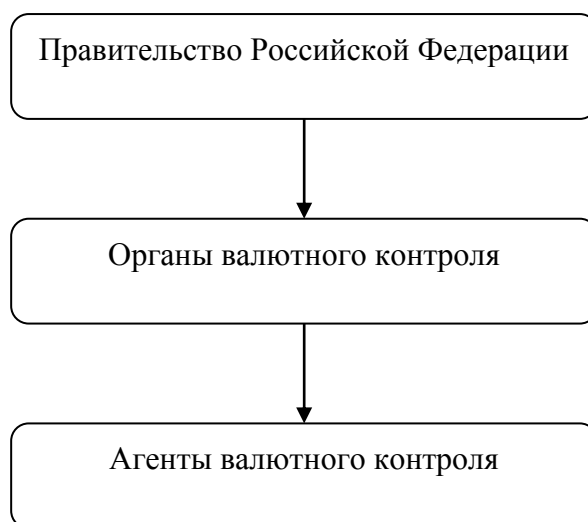 Правительство Российской Федерации
Органы валютного контроля
Агенты валютного контроля